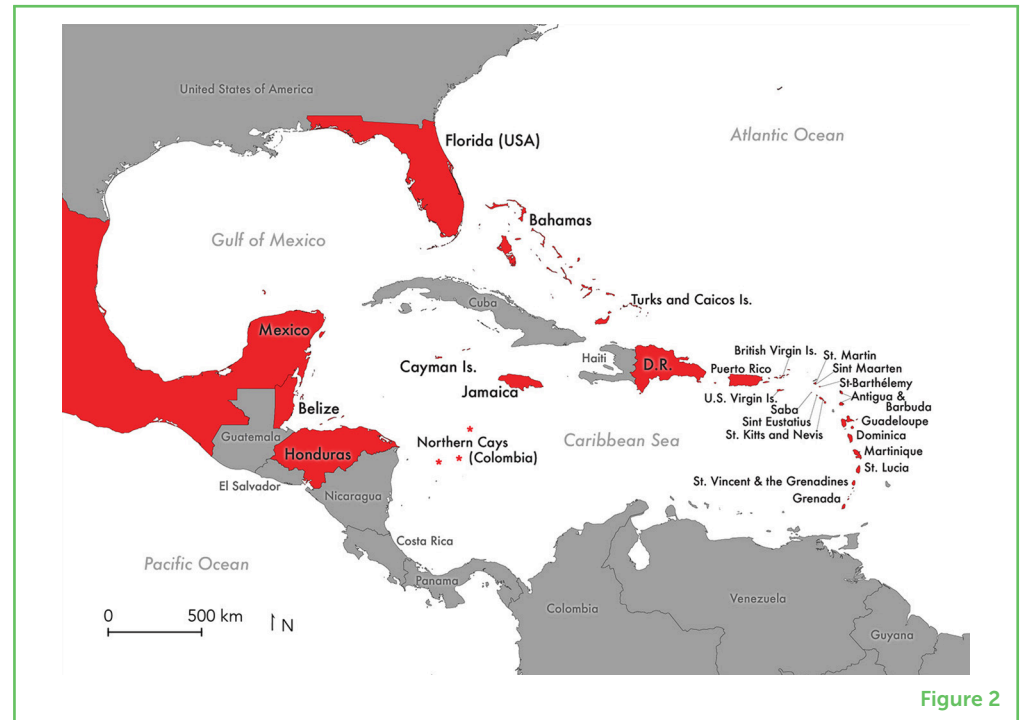 United States of America
Florida (USA)
Atlantic Ocean
Gulf of Mexico
Bahamas
Turks and Caicos Is.
Cuba
Mexico
Haiti
D.R.
British Virgin Is.
St. Martin
Cayman Is.
Puerto Rico
Sint Maarten
Jamaica
St-Barthélemy
U.S. Virgin Is.
Antigua &
Barbuda
Saba
Belize
Sint Eustatius
Guadeloupe
St. Kitts and Nevis
Guatemala
Northern Cays
(Colombia)
Caribbean Sea
Dominica
Honduras
Martinique
St. Lucia
El Salvador
St. Vincent & the Grenadines
Nicaragua
Grenada
Costa Rica
Pacific Ocean
Panama
Colombia
Venezuela
0 500 km
N
Guyana
Figure 2